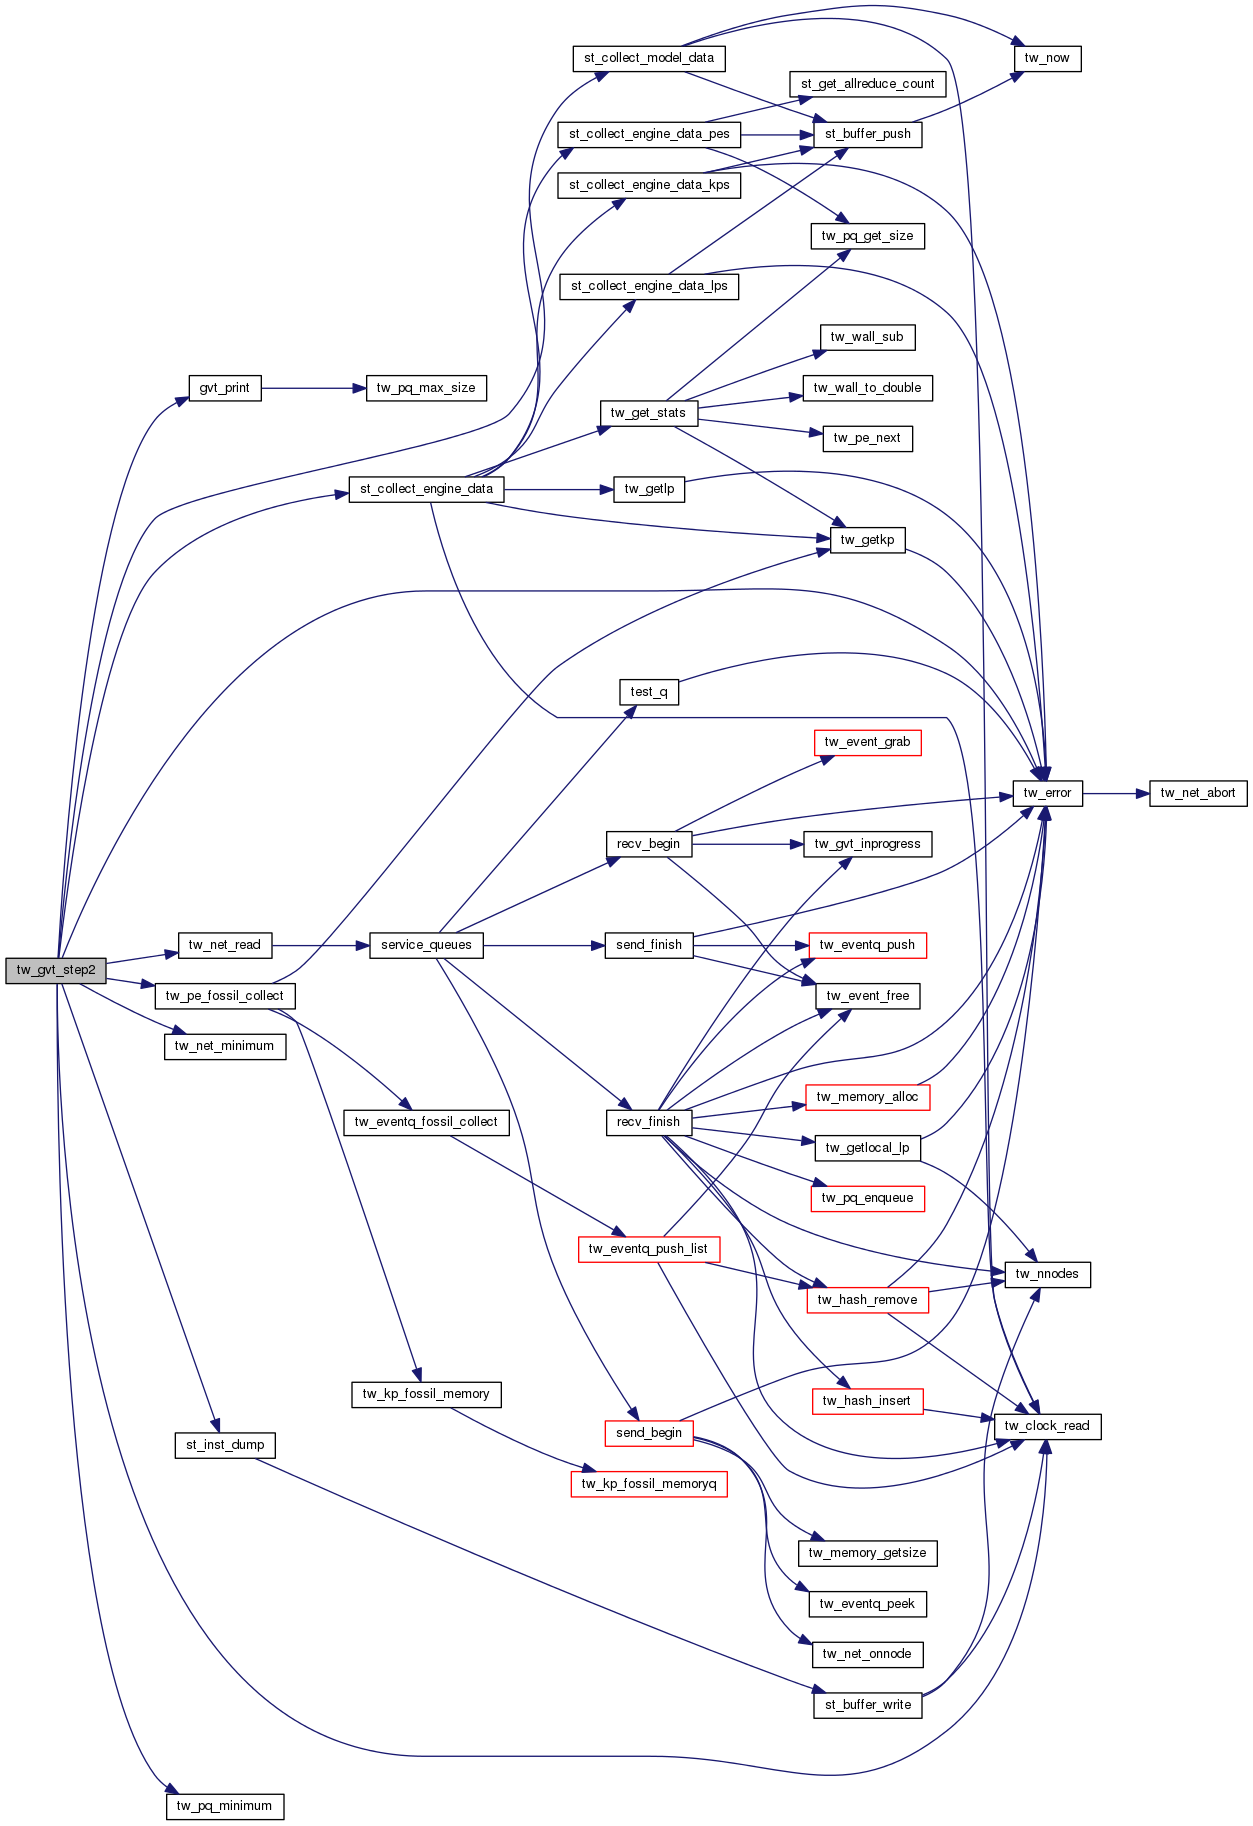 st_collect_model_data
tw_now
st_get_allreduce_count
st_collect_engine_data_pes
st_buffer_push
st_collect_engine_data_kps
tw_pq_get_size
st_collect_engine_data_lps
tw_wall_sub
gvt_print
tw_pq_max_size
tw_wall_to_double
tw_get_stats
tw_pe_next
st_collect_engine_data
tw_getlp
tw_getkp
test_q
tw_event_grab
tw_error
tw_net_abort
recv_begin
tw_gvt_inprogress
tw_net_read
service_queues
send_finish
tw_eventq_push
tw_gvt_step2
tw_pe_fossil_collect
tw_event_free
tw_net_minimum
tw_memory_alloc
tw_eventq_fossil_collect
recv_finish
tw_getlocal_lp
tw_pq_enqueue
tw_eventq_push_list
tw_nnodes
tw_hash_remove
tw_kp_fossil_memory
tw_hash_insert
tw_clock_read
st_inst_dump
send_begin
tw_kp_fossil_memoryq
tw_memory_getsize
tw_eventq_peek
tw_net_onnode
st_buffer_write
tw_pq_minimum